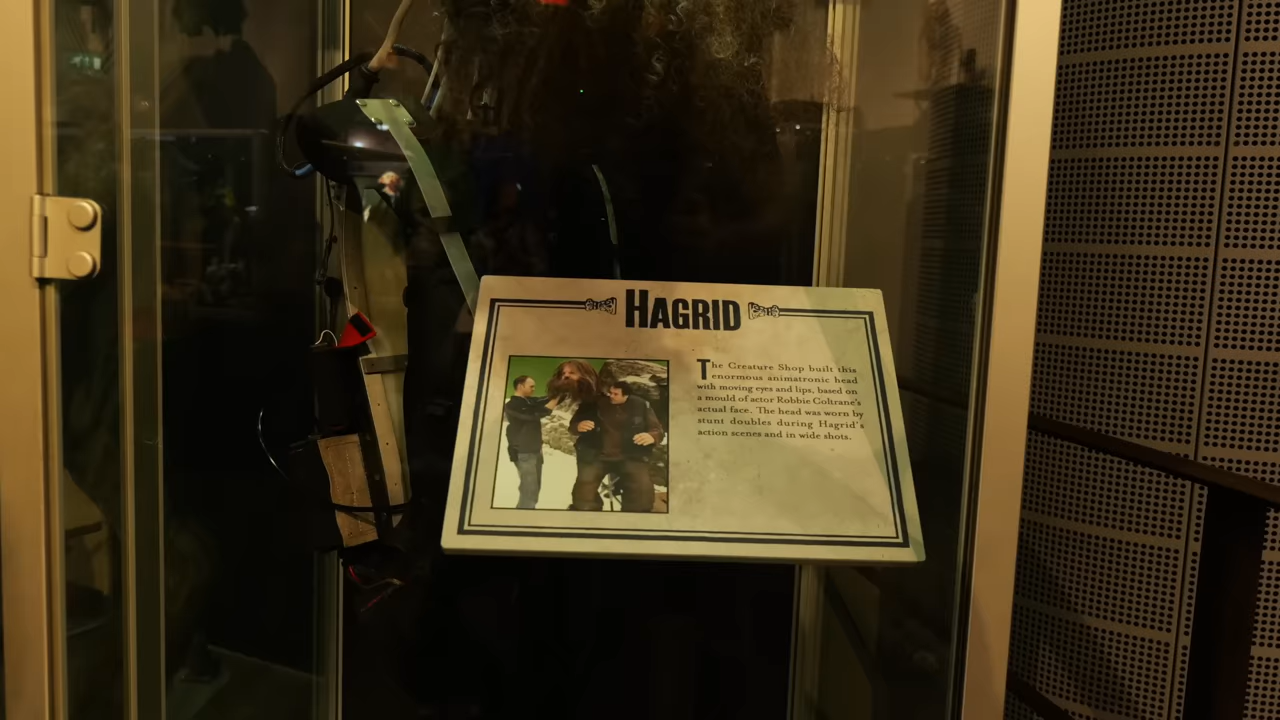 HAGRID
The Creature Shop built this
enormous animatronic head
with moving eyes and lips, based on
a mould of actor Robbie Coltrane's
actual face. The head was worn by
stunt doubles during Hagrid's
action scenes and in wide shots.